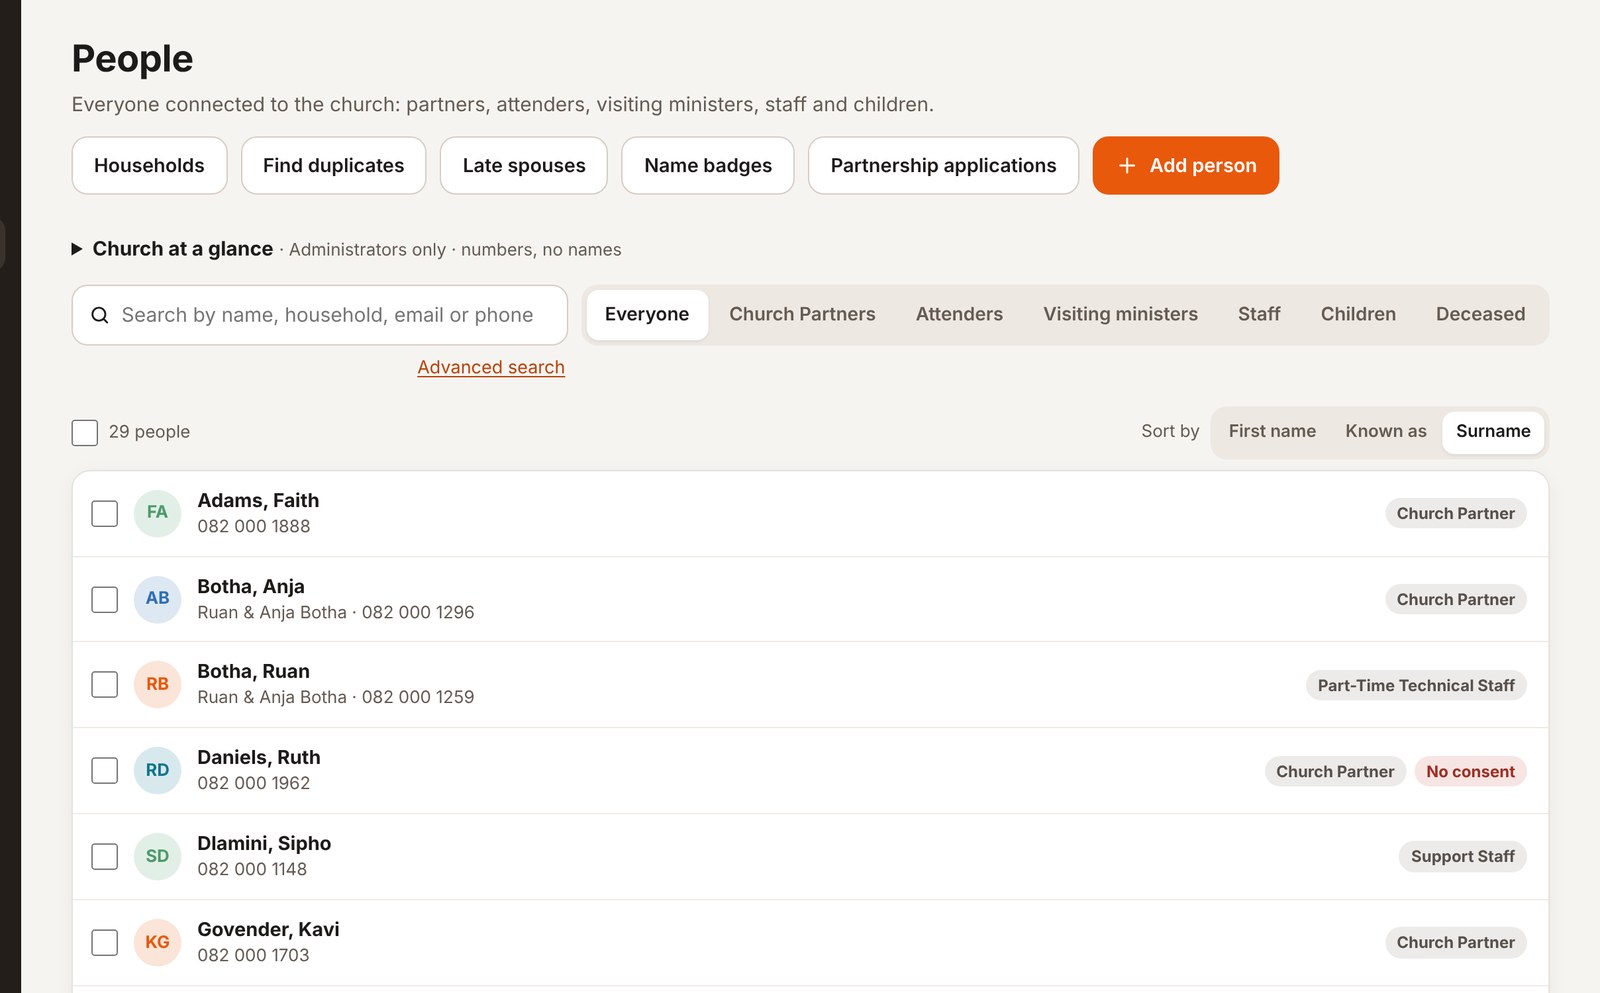 People
Everyone connected to the church: partners, attenders, visiting ministers, staff and children.
Households Find duplicates Late spouses Name badges Partnership applications + Add person
Church at a glance · Administrators only · numbers, no names
Search by name, household, email or phone Everyone Church Partners Attenders Visiting ministers Staff Children Deceased
Advanced search
29 people Sort by First name Known as Surname
FA Adams, Faith Church Partner
082 000 1888
AB Botha, Anja Church Partner
Ruan & Anja Botha · 082 000 1296
RB Botha, Ruan Part-Time Technical Staff
Ruan & Anja Botha · 082 000 1259
RD Daniels, Ruth Church Partner No consent
082 000 1962
SD Dlamini, Sipho Support Staff
082 000 1148
KG Govender, Kavi Church Partner
082 000 1703